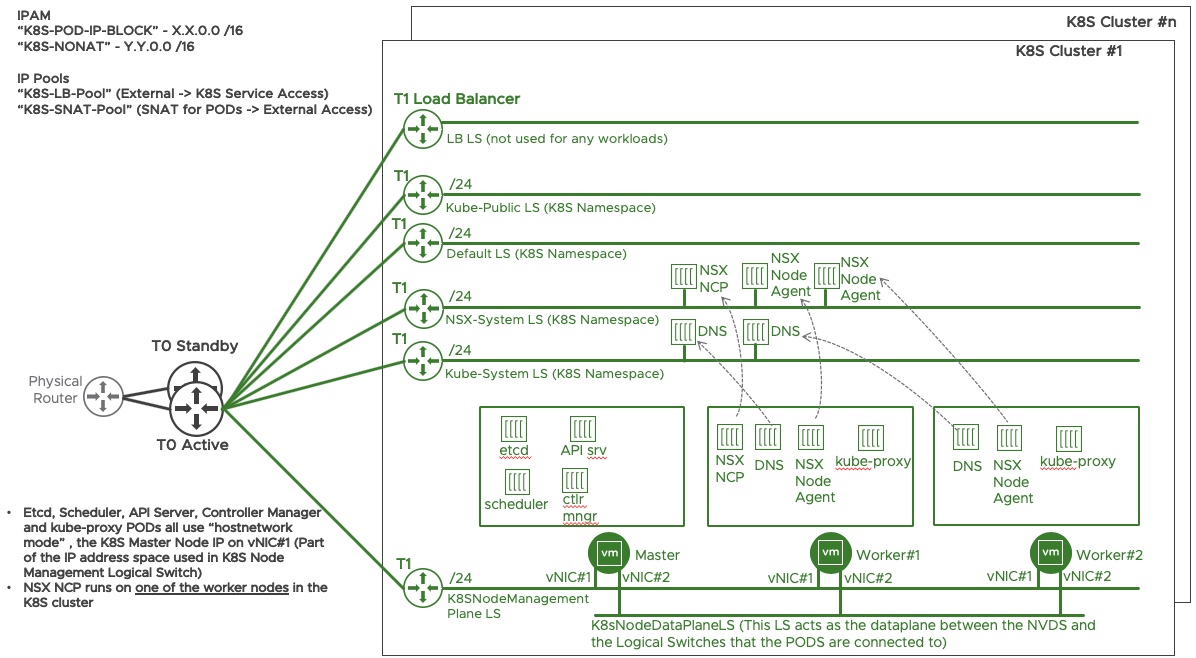 IPAM
“K8S-POD-IP-BLOCK” - X.X.0.0 /16
“K8S-NONAT” - Y.Y.0.0 /16
IP Pools
“K8S-LB-Pool” (External -> K8S Service Access)
“K8S-SNAT-Pool” (SNAT for PODs -> External Access)
K8S Cluster #n
K8S Cluster #1
T1 Load Balancer
LB LS (not used for any workloads)
T1
/24
Kube-Public LS (K8S Namespace)
T1
/24
Default LS (K8S Namespace)
NSX
NCP
NSX
Node
Agent
NSX
Node
Agent
T1
/24
NSX-System LS (K8S Namespace)
DNS
DNS
T1
/24
Kube-System LS (K8S Namespace)
T0 Standby
Physical
Router
T0 Active
etcd
API srv
scheduler
ctlr
mngr
NSX
NCP
DNS
NSX
Node
Agent
kube-proxy
DNS
NSX
Node
Agent
kube-proxy
• Etcd, Scheduler, API Server, Controller Manager
and kube-proxy PODs all use “hostnetwork
mode” , the K8S Master Node IP on vNIC#1 (Part
of the IP address space used in K8S Node
Management Logical Switch)
• NSX NCP runs on one of the worker nodes in the
K8S cluster
vm
Master
vm
Worker#1
vm
Worker#2
vNIC#1
vNIC#2
vNIC#1
vNIC#2
vNIC#1
vNIC#2
T1
/24
K8SNodeManagement
Plane LS
K8sNodeDataPlaneLS (This LS acts as the dataplane between the NVDS and
the Logical Switches that the PODS are connected to)